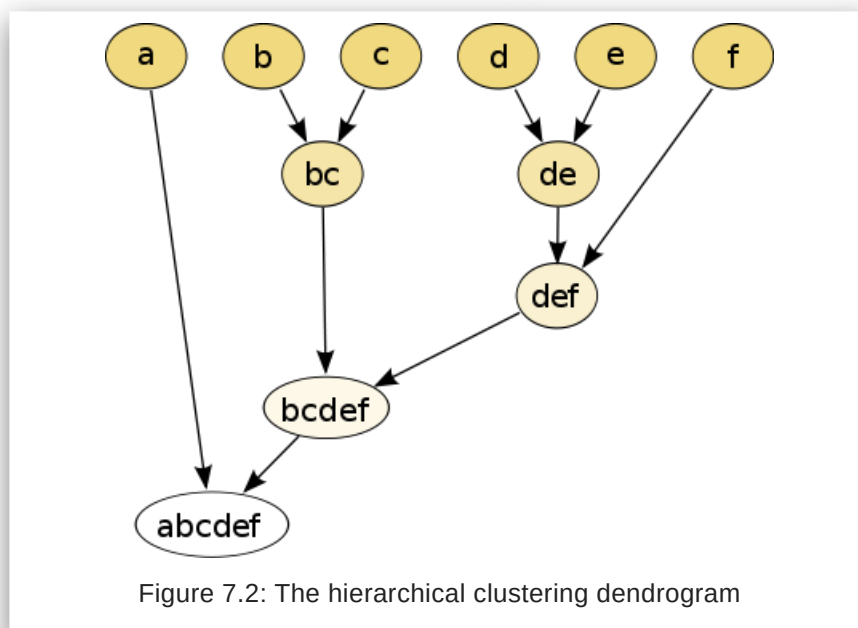 a b c d e f
bc de
def
bcdef
abcdef
Figure 7.2: The hierarchical clustering dendrogram